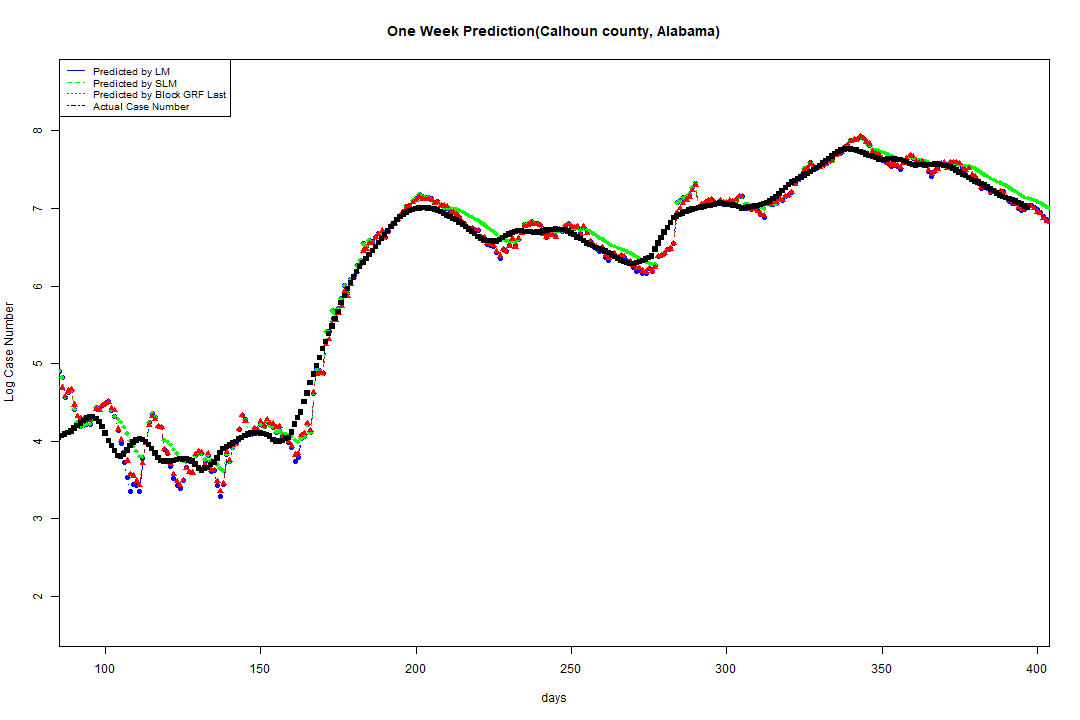 One Week Prediction(Calhoun county, Alabama)
Predicted by LM
Predicted by SLM
Predicted by Block GRF Last
Actual Case Number
Log Case Number
8
7
6
5
4
3
2
100 150 200 250 300 350 400
days